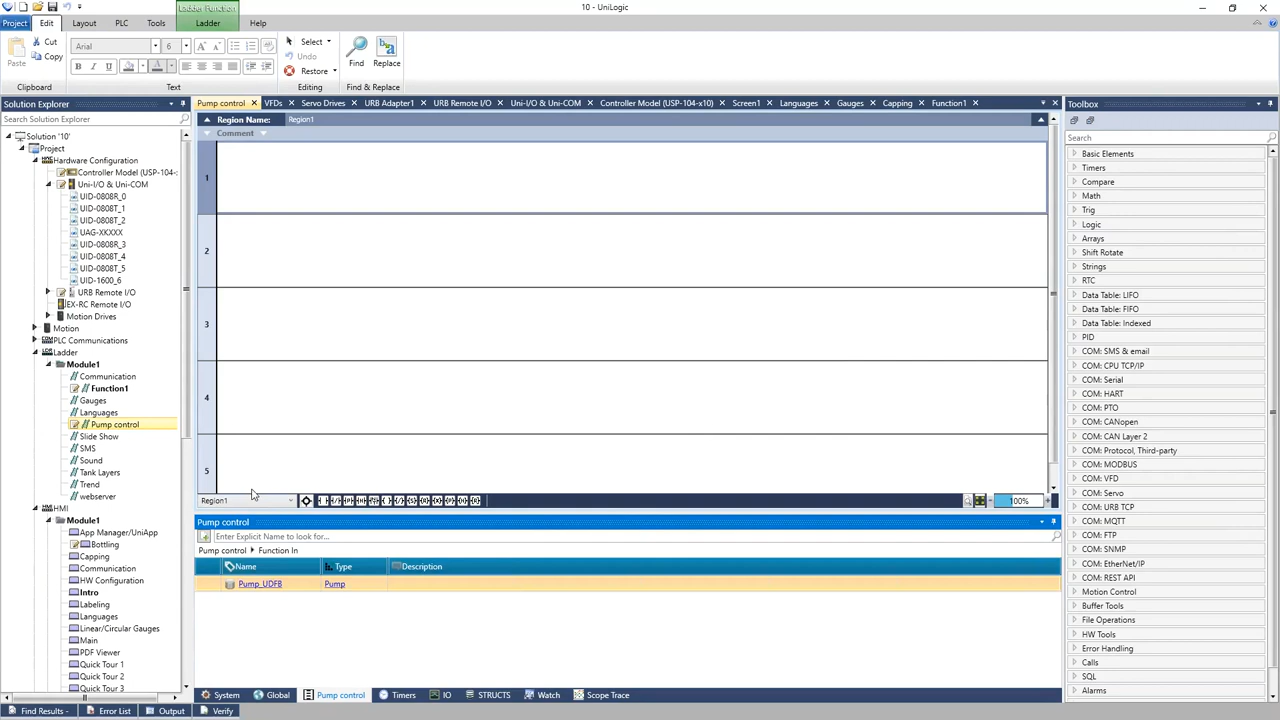 10 - UniLogic
Ladder Function
Project Edit Layout PLC Tools Ladder Help
Paste Cut Copy
Clipboard
Arial 6
B I U
Text
Select
Undo
Restore
Editing
Find Replace
Find & Replace
Solution Explorer
Search Solution Explorer
Solution '10'
Project
Hardware Configuration
Controller Model (USP-104-
Uni-I/O & Uni-COM
UID-0808R_0
UID-0808T_1
UID-0808T_2
UAG-XKXXXX
UID-0808R_3
UID-0808T_4
UID-0808T_5
UID-1600_6
URB Remote I/O
EX-RC Remote I/O
Motion Drives
Motion
PLC Communications
Ladder
Module1
Communication
Function1
Gauges
Languages
Pump control
Slide Show
SMS
Sound
Tank Layers
Trend
webserver
HMI
Module1
App Manager/UniApp
Bottling
Capping
Communication
HW Configuration
Intro
Labeling
Languages
Linear/Circular Gauges
Main
PDF Viewer
Quick Tour 1
Quick Tour 2
Quick Tour 3
Pump control VFDs Servo Drives URB Adapter1 URB Remote I/O Uni-I/O & Uni-COM Controller Model (USP-104-x10) Screen1 Languages Gauges Capping Function1
Region Name: Region1
Comment
1
2
3
4
5
Region1
100%
Pump control
Enter Explicit Name to look for...
Pump control Function In
Name Type Description
Pump_UDFB Pump
System Global Pump control Timers IO STRUCTS Watch Scope Trace
Toolbox
Search
Basic Elements
Timers
Compare
Math
Trig
Logic
Arrays
Shift Rotate
Strings
RTC
Data Table: LIFO
Data Table: FIFO
Data Table: Indexed
PID
COM: SMS & email
COM: CPU TCP/IP
COM: Serial
COM: HART
COM: PTO
COM: CANopen
COM: CAN Layer 2
COM: Protocol, Third-party
COM: MODBUS
COM: VFD
COM: Servo
COM: URB TCP
COM: MQTT
COM: FTP
COM: SNMP
COM: EtherNet/IP
COM: REST API
Motion Control
Buffer Tools
File Operations
HW Tools
Error Handling
Calls
SQL
Alarms
Find Results - Error List Output Verify